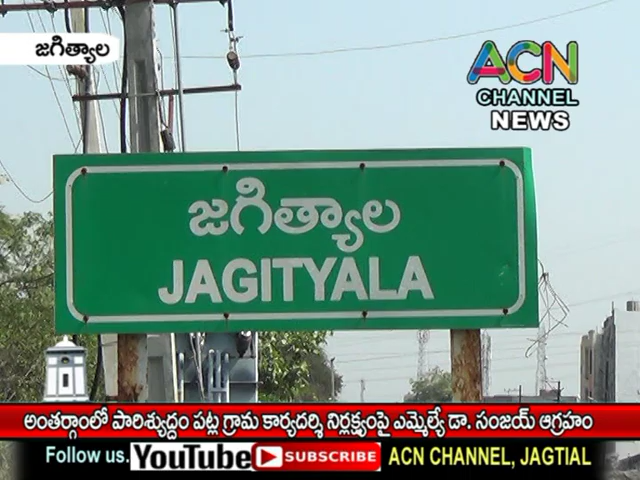 జగిత్యాల
ACN
CHANNEL
NEWS
జగిత్యాల
JAGITYALA
అంతర్గాంలో పారిశుద్ధం పట్ల గ్రామ కార్యదర్శి నిర్లక్ష్యంపై ఎమ్మెల్యే డా. సంజయ్ ఆగ్రహం
Follow us. YouTube SUBSCRIBE ACN CHANNEL, JAGTIAL